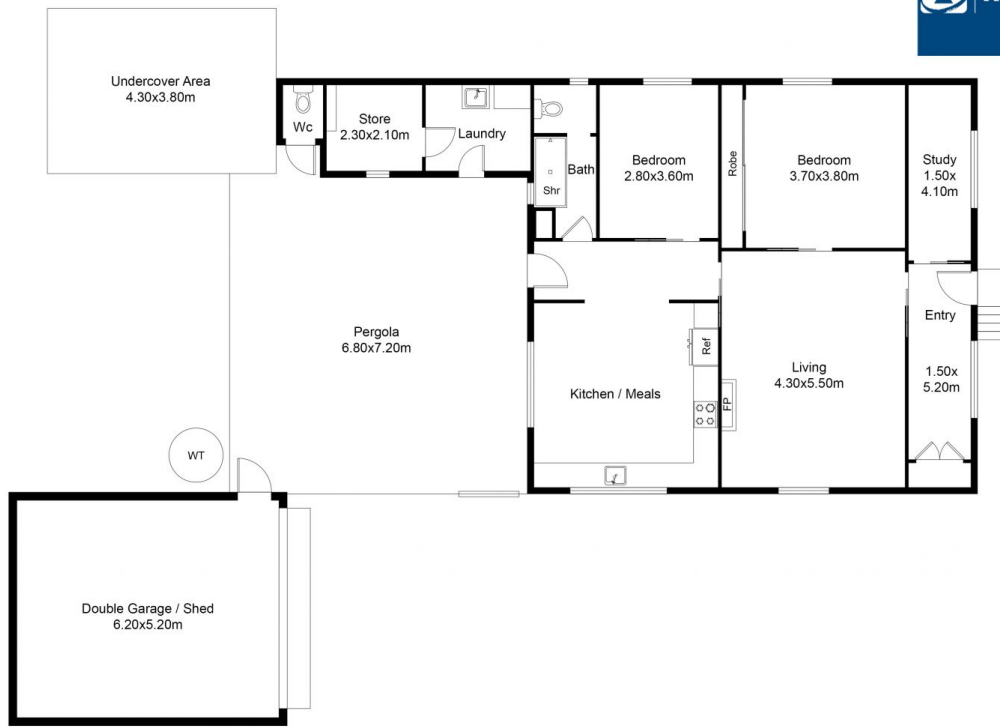 Undercover Area
4.30x3.80m
Wc
Store
2.30x2.10m
Laundry
Bath
Shr
Bedroom
2.80x3.60m
Robe
Bedroom
3.70x3.80m
Study
1.50x
4.10m
Pergola
6.80x7.20m
Kitchen / Meals
Ref
FP
Living
4.30x5.50m
Entry
1.50x
5.20m
WT
Double Garage / Shed
6.20x5.20m